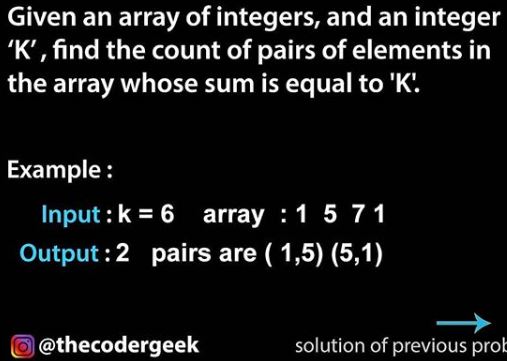 Given an array of integers, and an integer
‘K’, find the count of pairs of elements in
the array whose sum is equal to 'K'.
Example :
Input : k = 6 array : 1 5 7 1
Output : 2 pairs are ( 1,5) (5,1)
@thecodergeek
solution of previous prob